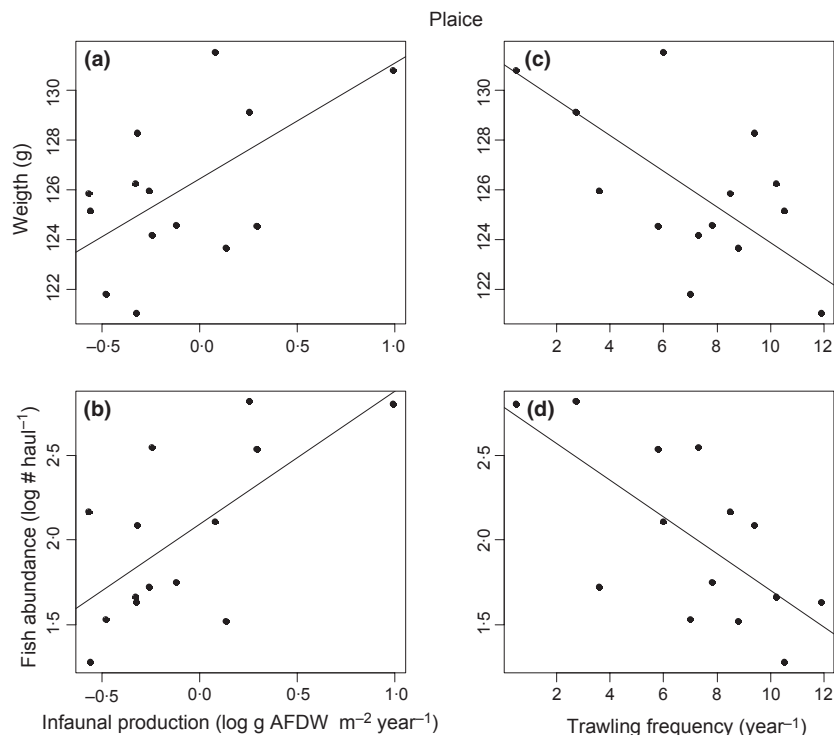 Plaice
(a)
Weigth (g)
122 124 126 128 130
–0·5 0·0 0·5 1·0
(c)
122 124 126 128 130
2 4 6 8 10 12
(b)
Fish abundance (log # haul–1)
1·5 2·0 2·5
–0·5 0·0 0·5 1·0
Infaunal production (log g AFDW m–2 year–1)
(d)
1·5 2·0 2·5
2 4 6 8 10 12
Trawling frequency (year–1)